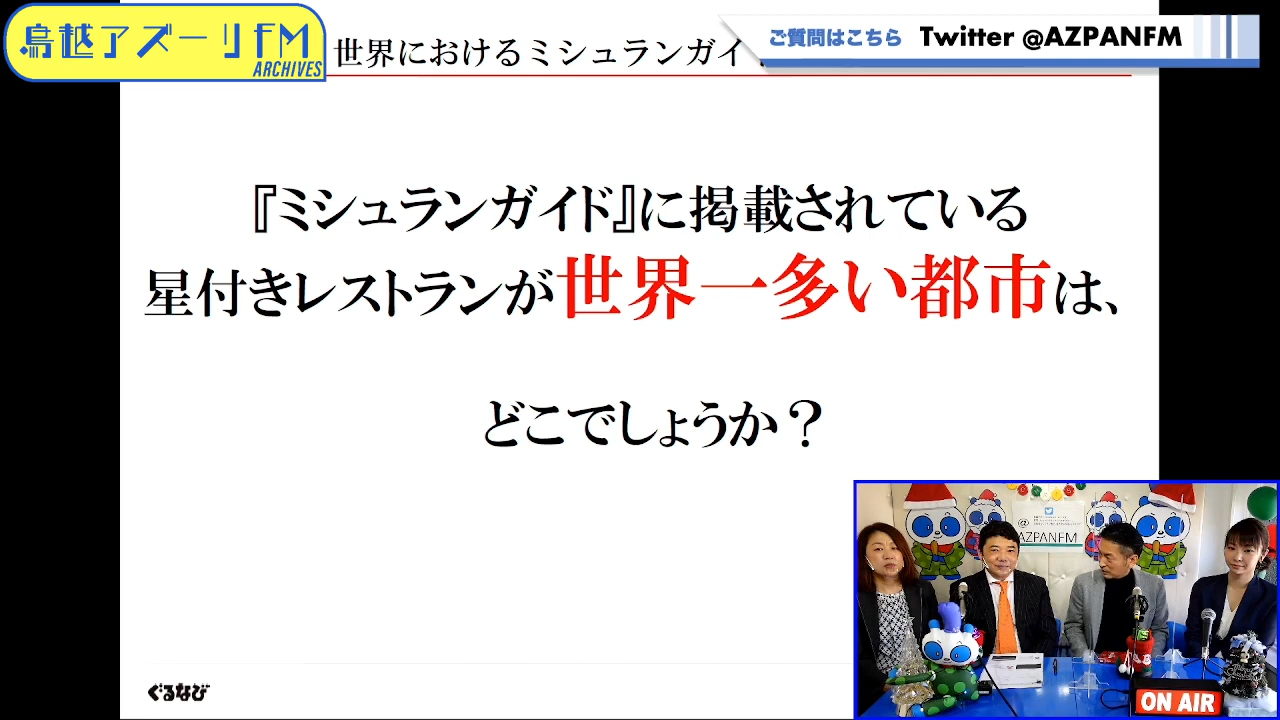 鳥越アズーリFM
ARCHIVES
世界におけるミシュランガイ
ご質問はこちら Twitter @AZPANFM
『ミシュランガイド』に掲載されている
星付きレストランが世界一多い都市は、
どこでしょうか？
@
AZPANFM
ON AIR
ぐるなび